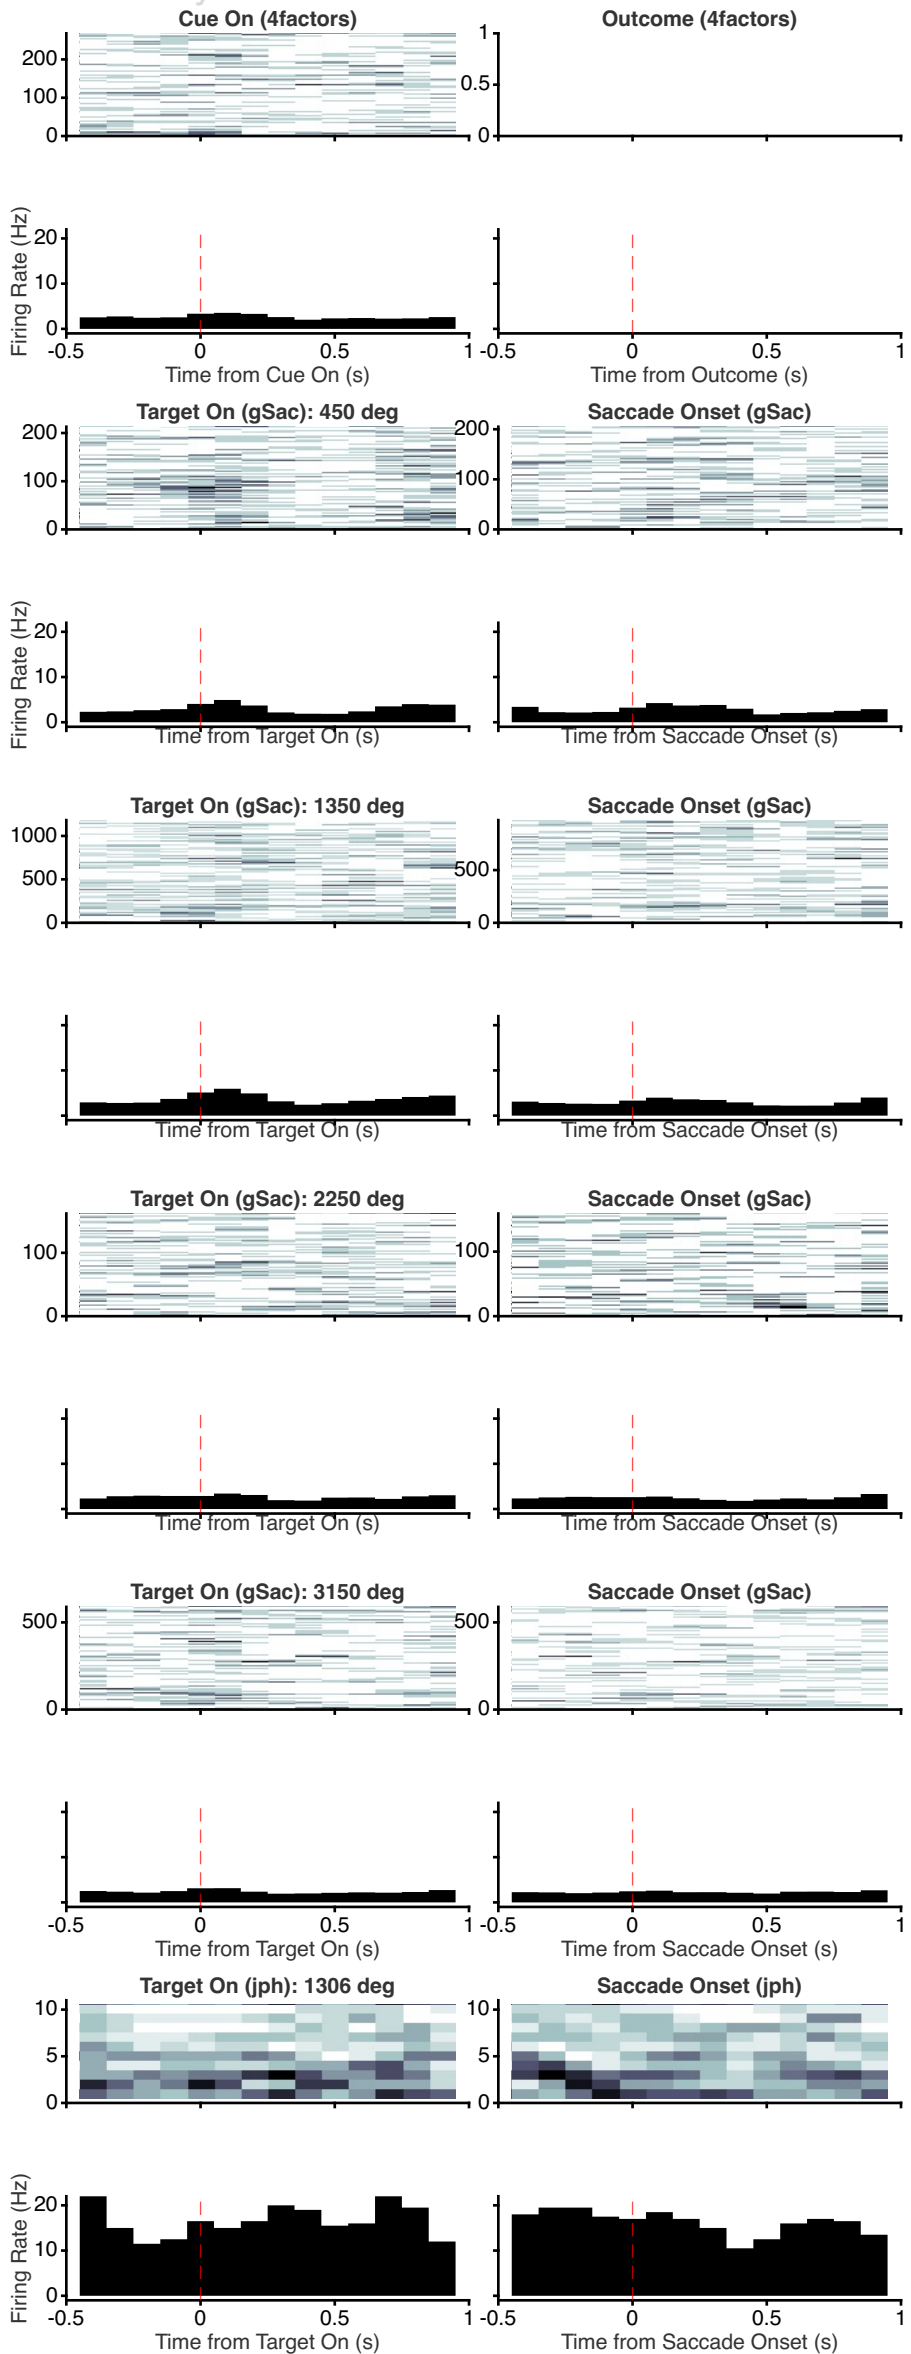 Cue On (4factors) Outcome (4factors)
200
100
0
1
0.5
0
0 0.5
Firing Rate (Hz)
20
10
0
-0.5 0 0.5 1 -0.5 0 0.5 1
Time from Cue On (s) Time from Outcome (s)
Target On (gSac): 450 deg Saccade Onset (gSac)
200
100
0
200
100
0
Firing Rate (Hz)
20
10
0
Time from Target On (s) Time from Saccade Onset (s)
Target On (gSac): 1350 deg Saccade Onset (gSac)
1000
500
0
500
0
Time from Target On (s) Time from Saccade Onset (s)
Target On (gSac): 2250 deg Saccade Onset (gSac)
100
0
100
0
Time from Target On (s) Time from Saccade Onset (s)
Target On (gSac): 3150 deg Saccade Onset (gSac)
500
0
500
0
-0.5 0 0.5 1 -0.5 0 0.5 1
Time from Target On (s) Time from Saccade Onset (s)
Target On (jph): 1306 deg Saccade Onset (jph)
10
5
0
10
5
0
Firing Rate (Hz)
20
10
0
-0.5 0 0.5 1 -0.5 0 0.5 1
Time from Target On (s) Time from Saccade Onset (s)